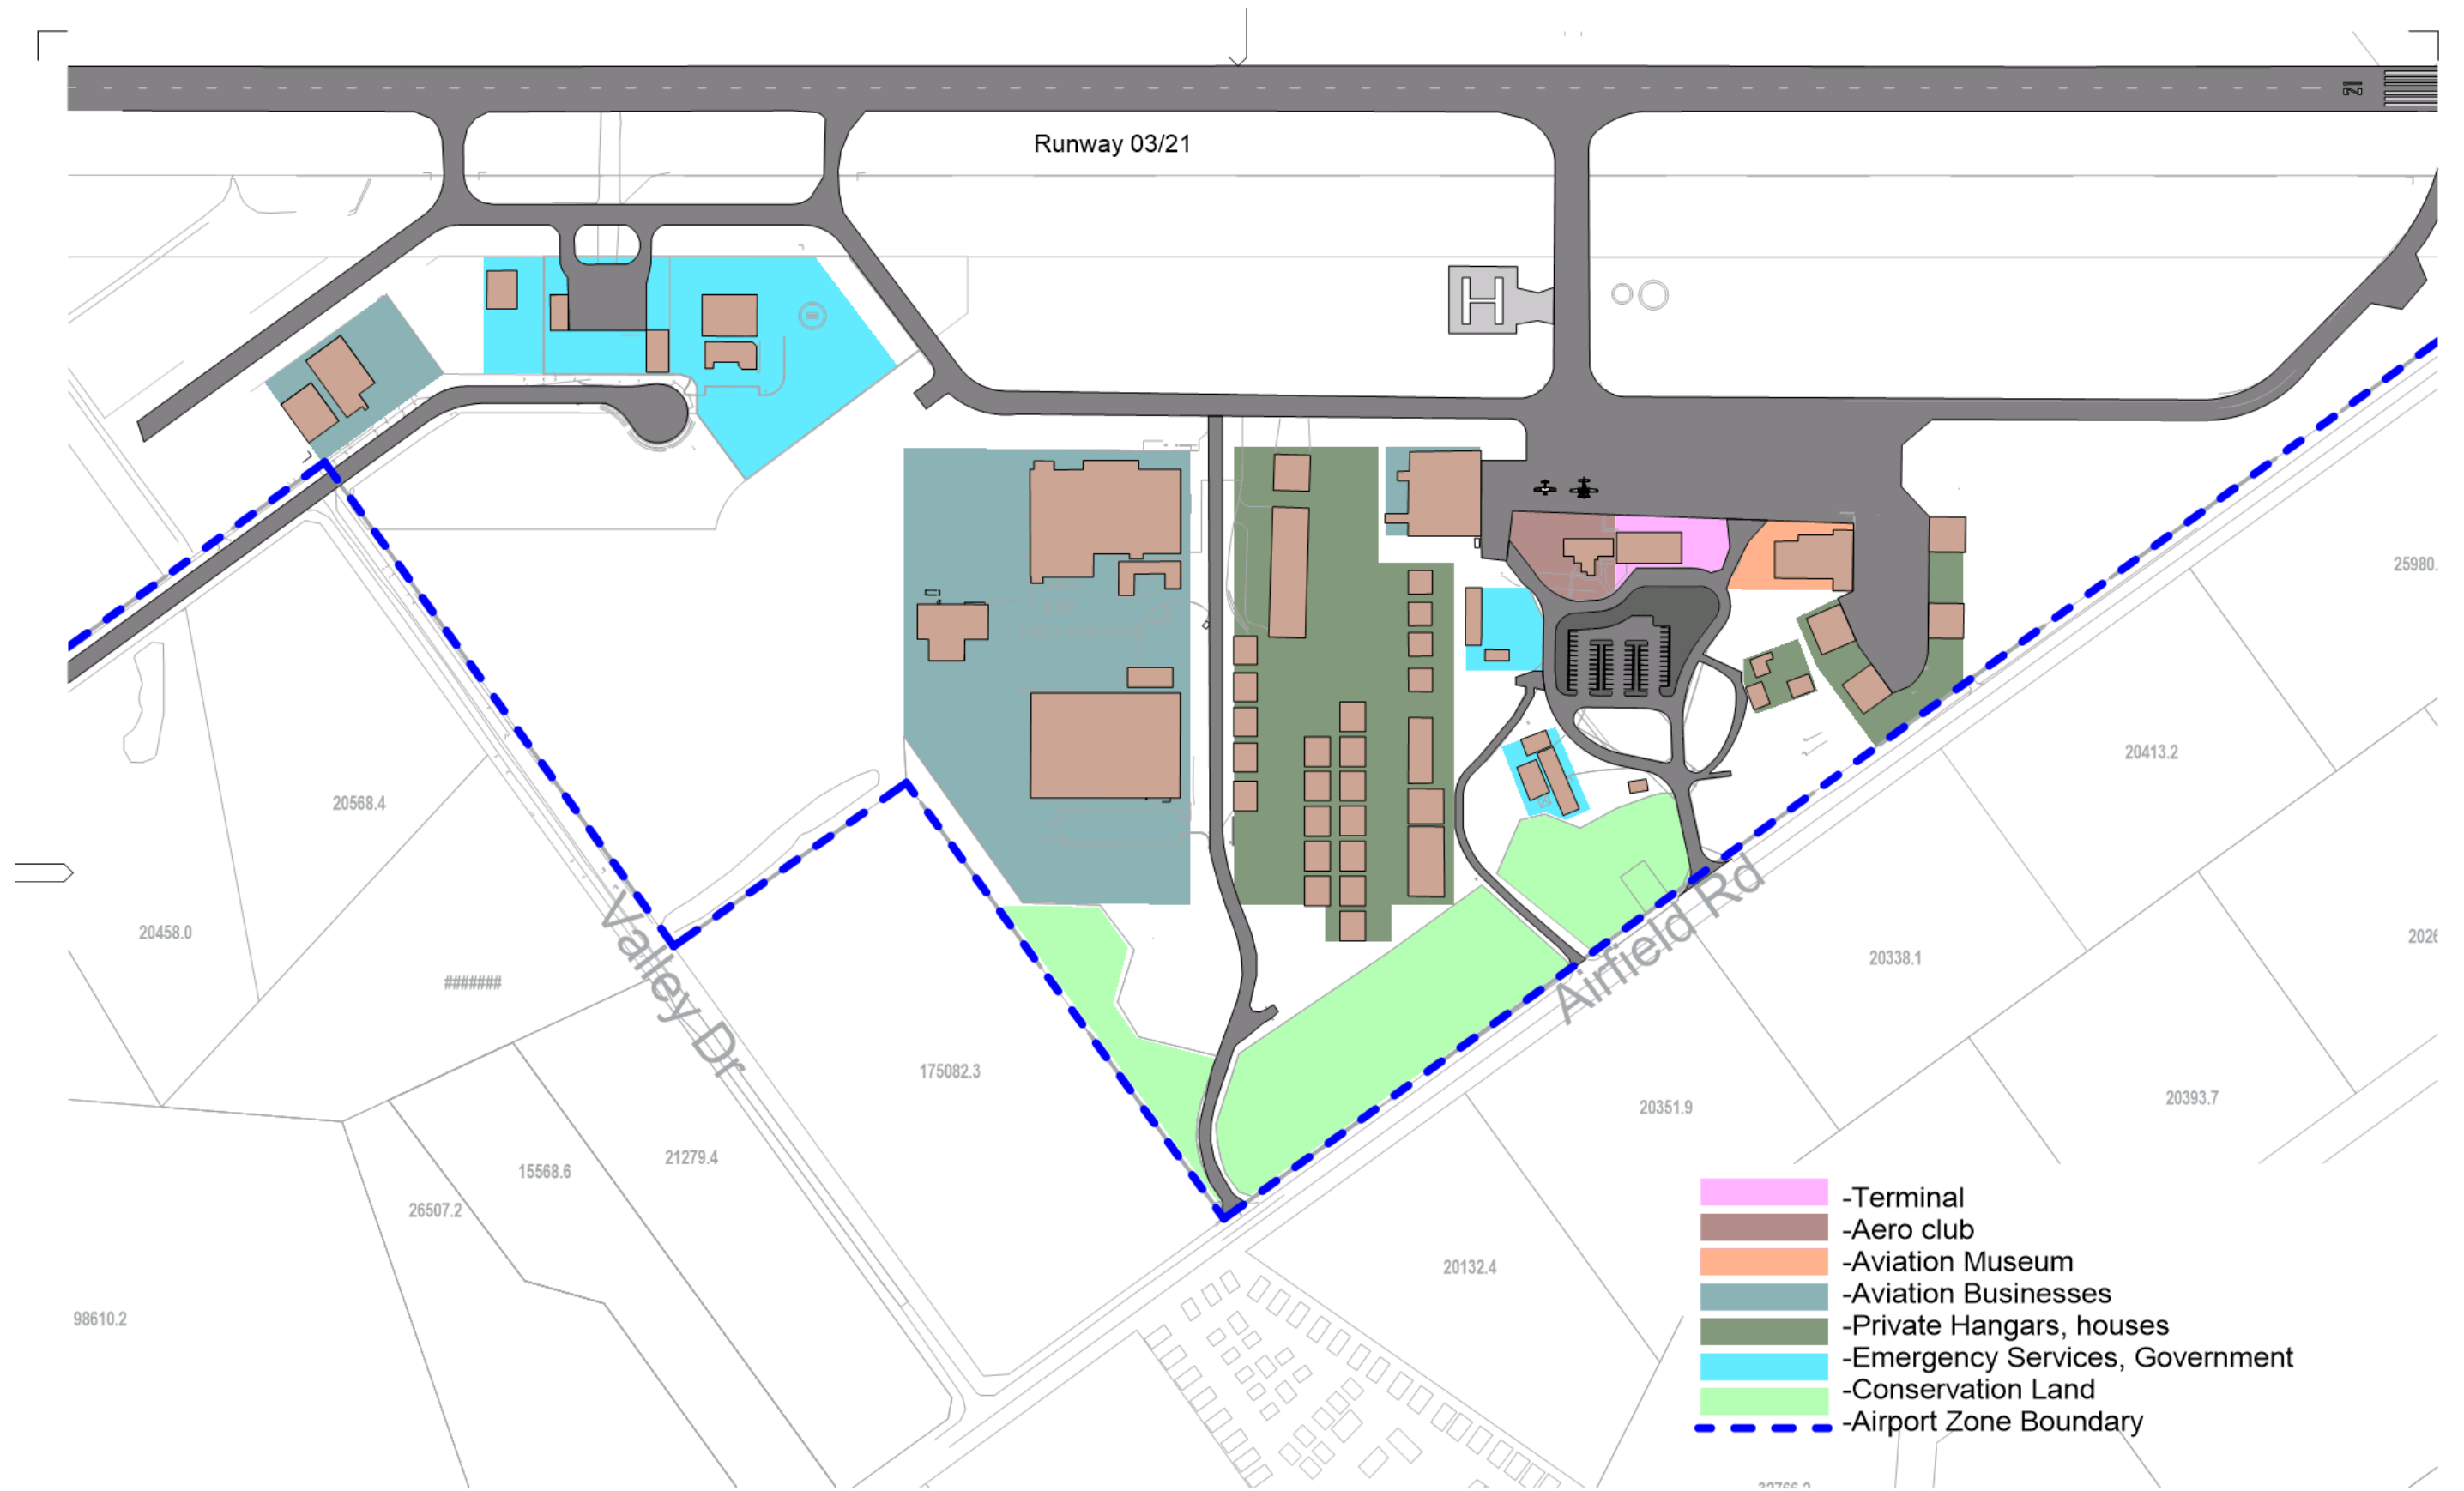 21
Runway 03/21
H
25980.
20413.2
20568.4
20458.0
#######
Valley Dr
Airfield Rd
20338.1
175082.3
20351.9
20393.7
15568.6
21279.4
26507.2
20132.4
98610.2
-Terminal
-Aero club
-Aviation Museum
-Aviation Businesses
-Private Hangars, houses
-Emergency Services, Government
-Conservation Land
-Airport Zone Boundary